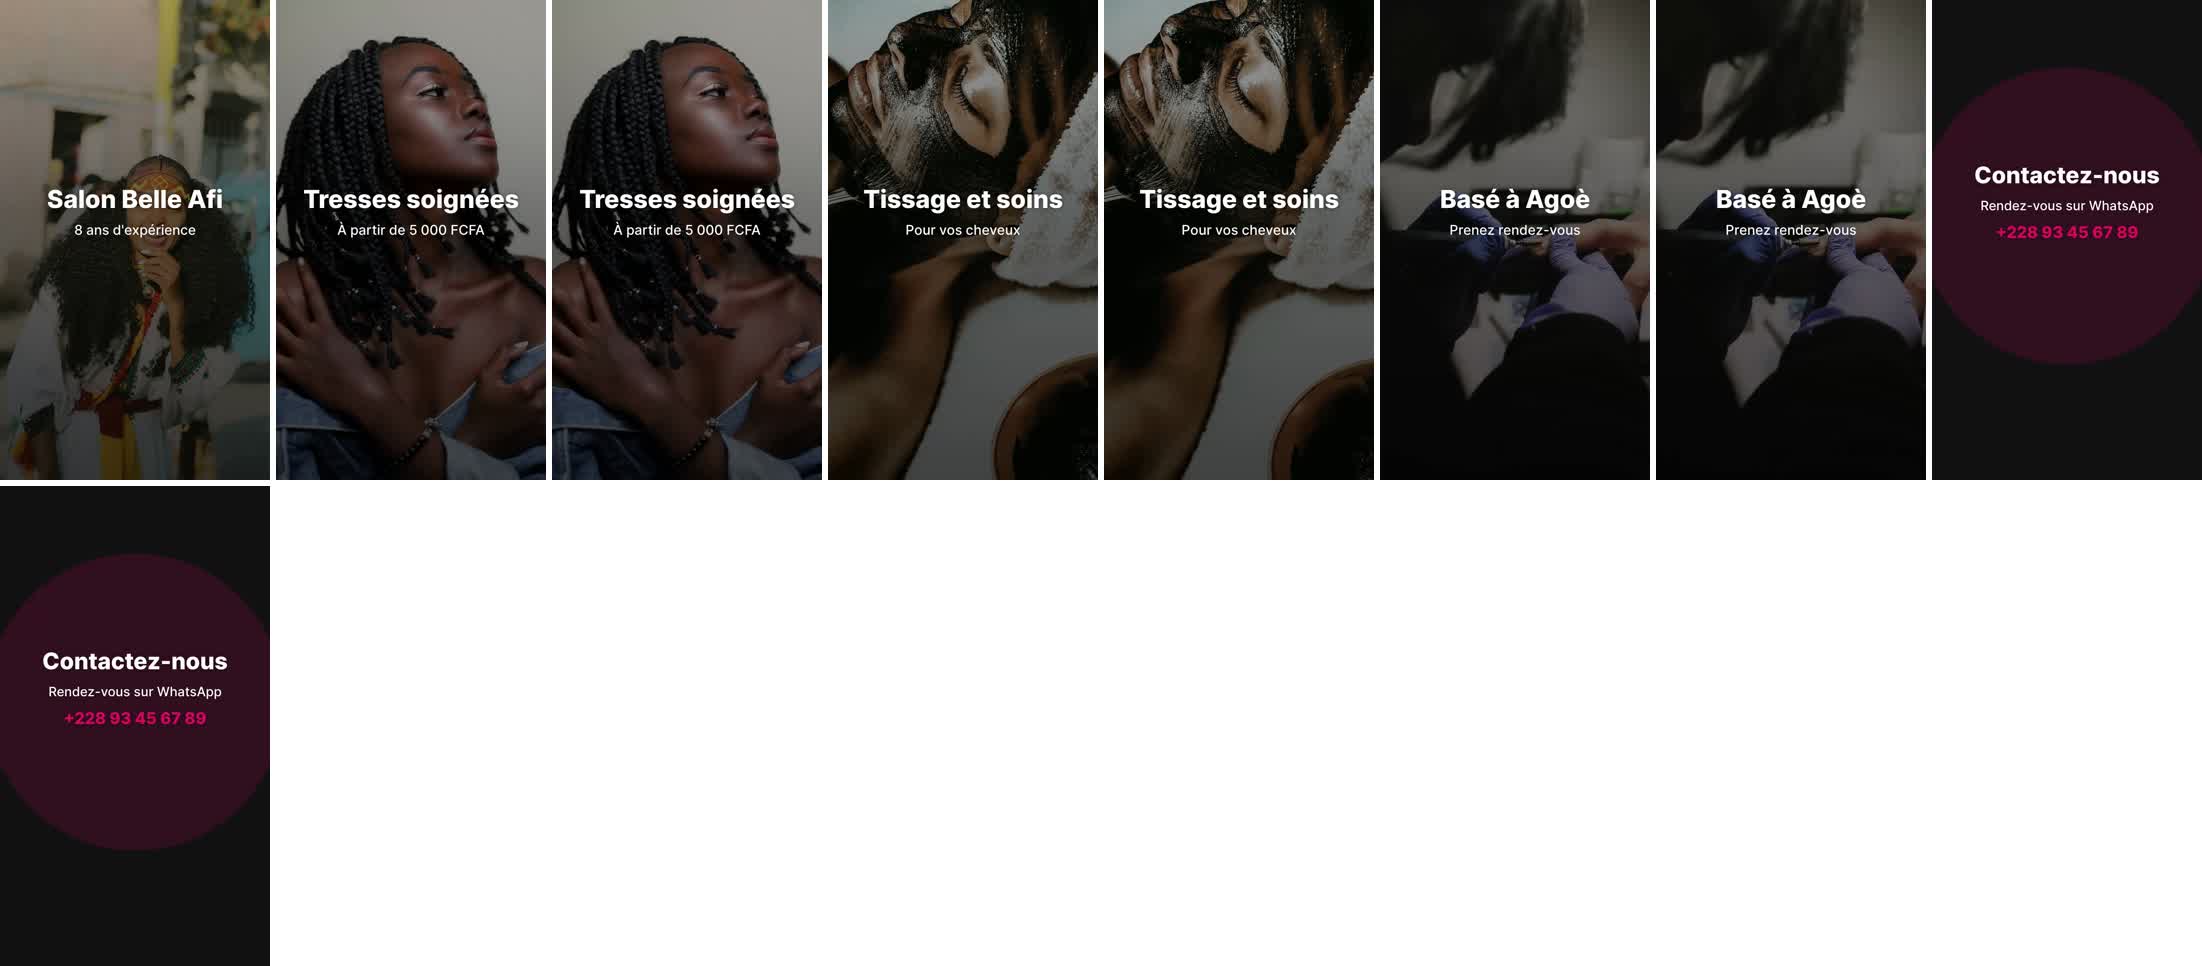 Salon Belle Afi
8 ans d'expérience
Tresses soignées
À partir de 5 000 FCFA
Tresses soignées
À partir de 5 000 FCFA
Tissage et soins
Pour vos cheveux
Tissage et soins
Pour vos cheveux
Basé à Agoè
Prenez rendez-vous
Basé à Agoè
Prenez rendez-vous
Contactez-nous
Rendez-vous sur WhatsApp
+228 93 45 67 89
Contactez-nous
Rendez-vous sur WhatsApp
+228 93 45 67 89